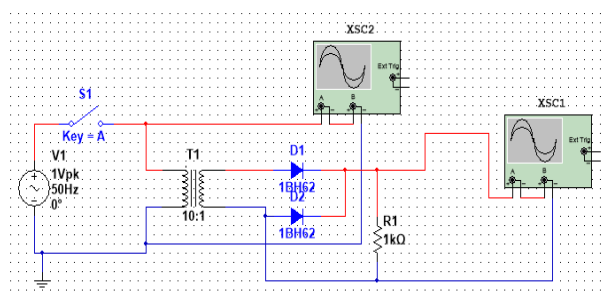 XSC2
Ext Trig
A
B
XSC1
Ext Trig
A
B
S1
Key = A
V1
1Vpk
50Hz
0°
T1
10:1
D1
1BH62
D2
1BH62
R1
1kΩ